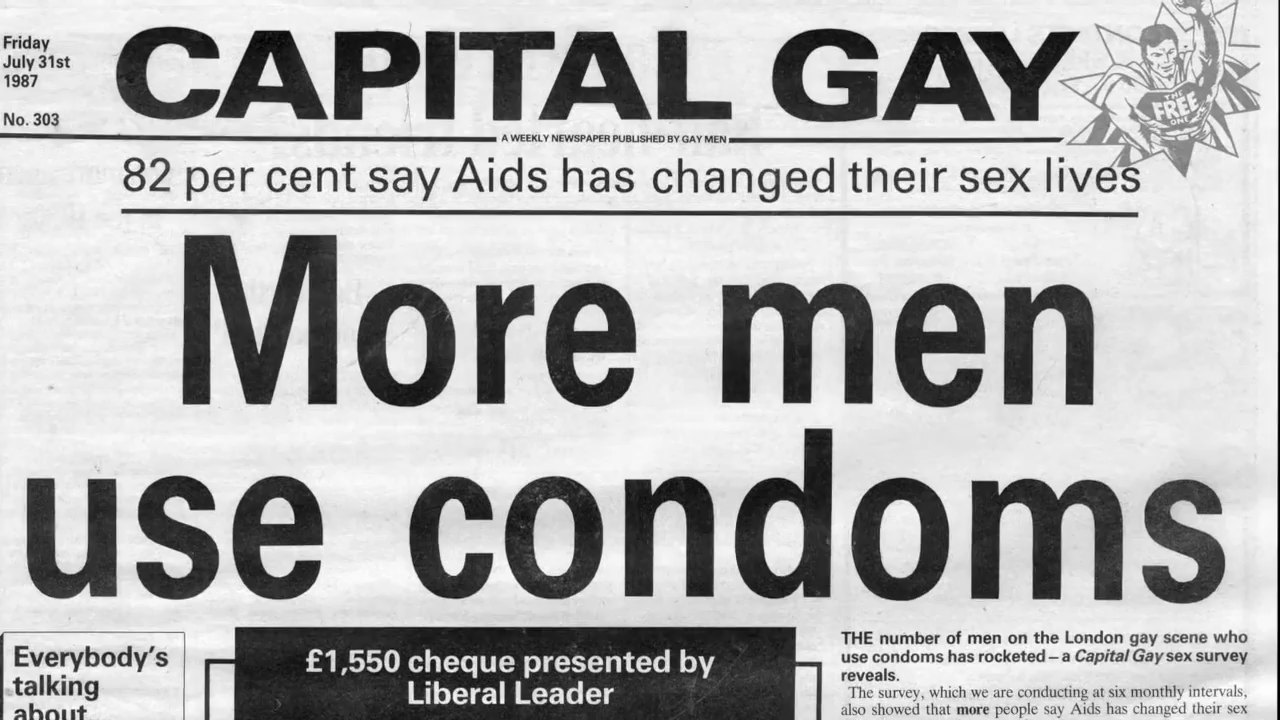 Friday
July 31st
1987
No. 303
CAPITAL GAY
THE
FREE
ONE
A WEEKLY NEWSPAPER PUBLISHED BY GAY MEN
82 per cent say Aids has changed their sex lives
More men
use condoms
Everybody's
talking
about...
£1,550 cheque presented by
Liberal Leader
THE number of men on the London gay scene who
use condoms has rocketed – a Capital Gay sex survey
reveals.
The survey, which we are conducting at six monthly intervals,
also showed that more people say Aids has changed their sex